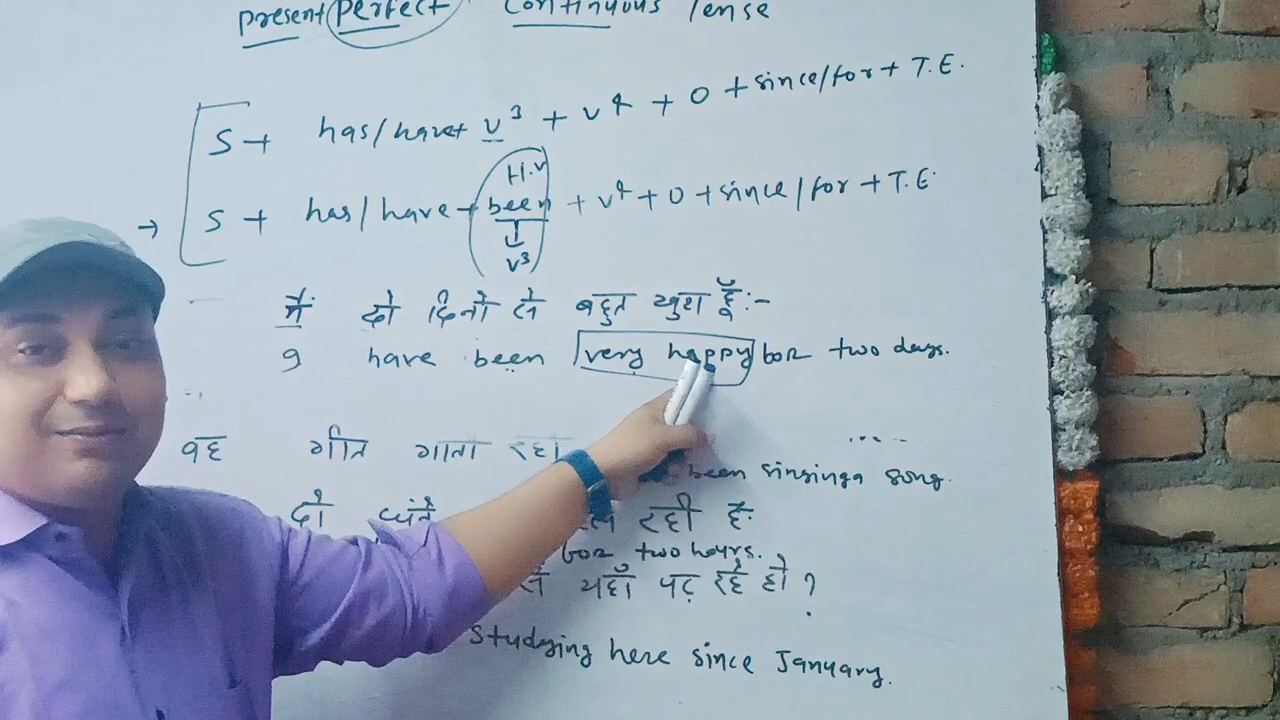 Present Perfect Continuous Tense
S + has/have + v³ + v⁴ + O + since/for + T.E.
H.v
→ S + has/have + been + v⁴ + O + since/for + T.E.
v³
मैं दो दिनों से बहुत खुश हूँ:-
I have been very happy for two days.
वह गीत गाता रहा ....
been singing a song.
दो घंटे रही है
for two hours.
से यहाँ पढ़ रहे हो ?
studying here since January.